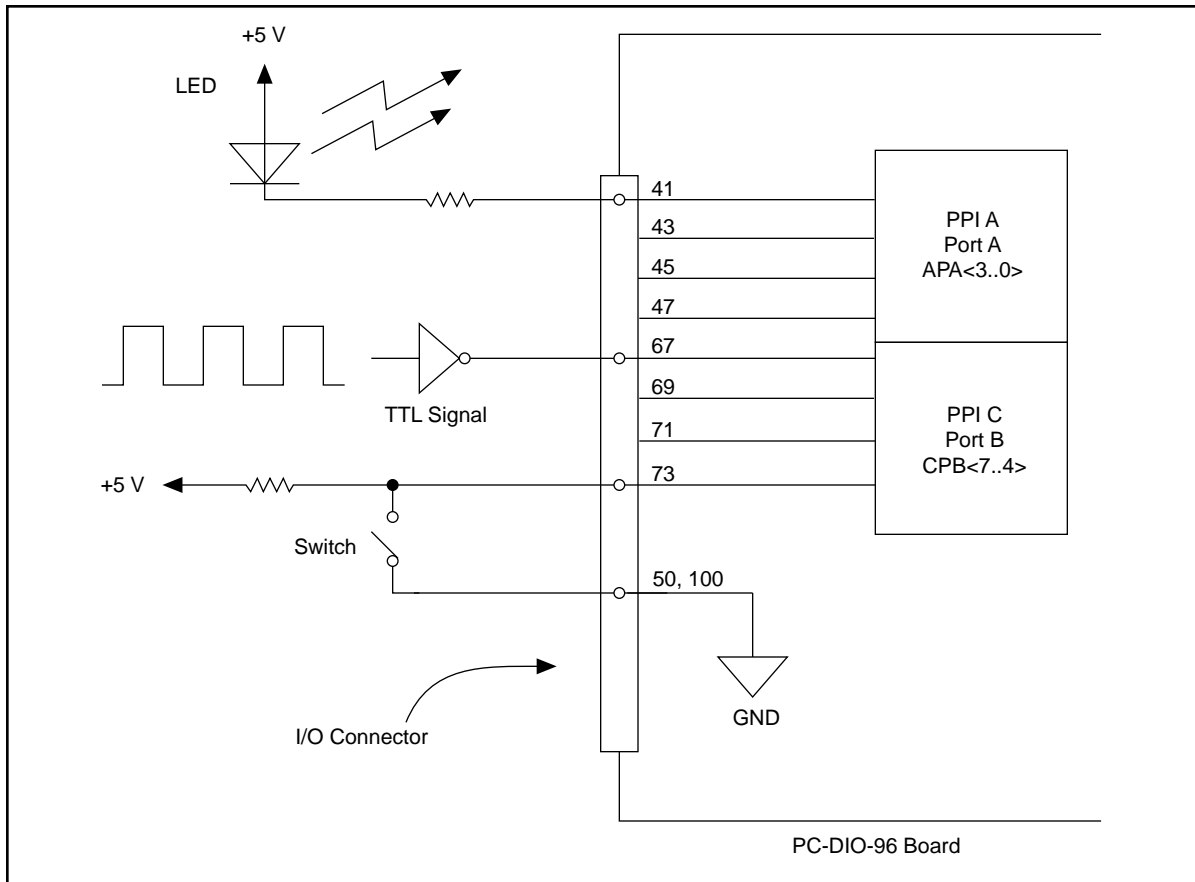 +5 V
LED
41
43
45
47
PPI A
Port A
APA<3..0>
67
69
71
73
PPI C
Port B
CPB<7..4>
TTL Signal
+5 V
Switch
50, 100
GND
I/O Connector
PC-DIO-96 Board